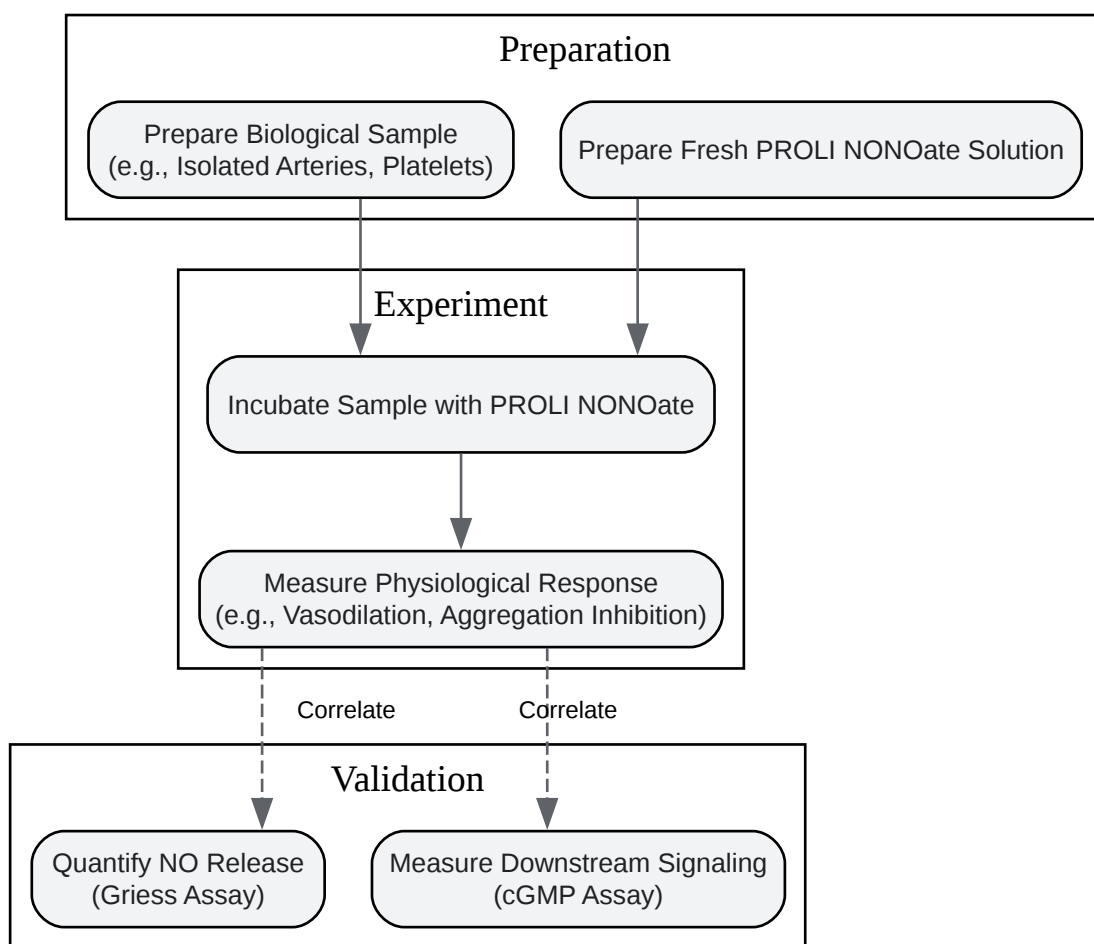 Preparation
Prepare Biological Sample
(e.g., Isolated Arteries, Platelets)
Prepare Fresh PROLI NONOate Solution
Experiment
Incubate Sample with PROLI NONOate
Measure Physiological Response
(e.g., Vasodilation, Aggregation Inhibition)
Correlate
Correlate
Validation
Quantify NO Release
(Griess Assay)
Measure Downstream Signaling
(cGMP Assay)